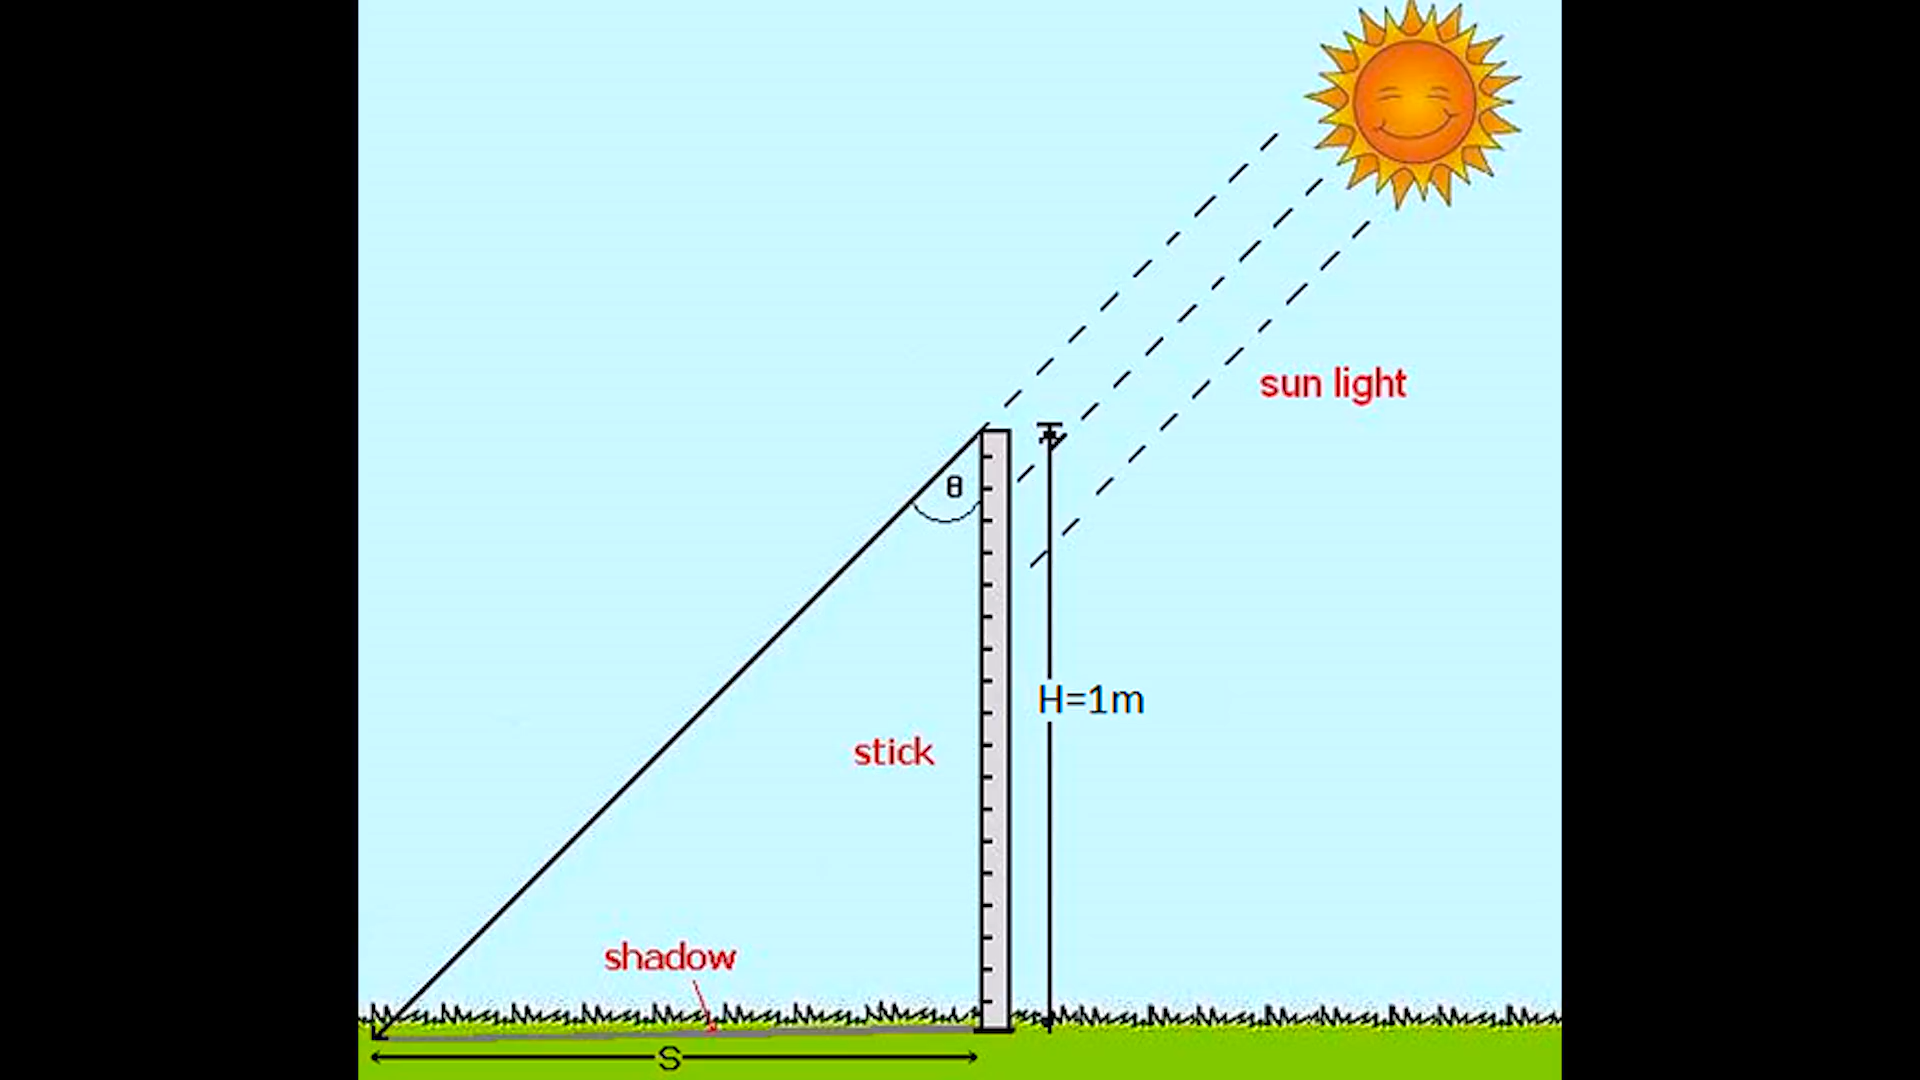 sun light
θ
H=1m
stick
shadow
S